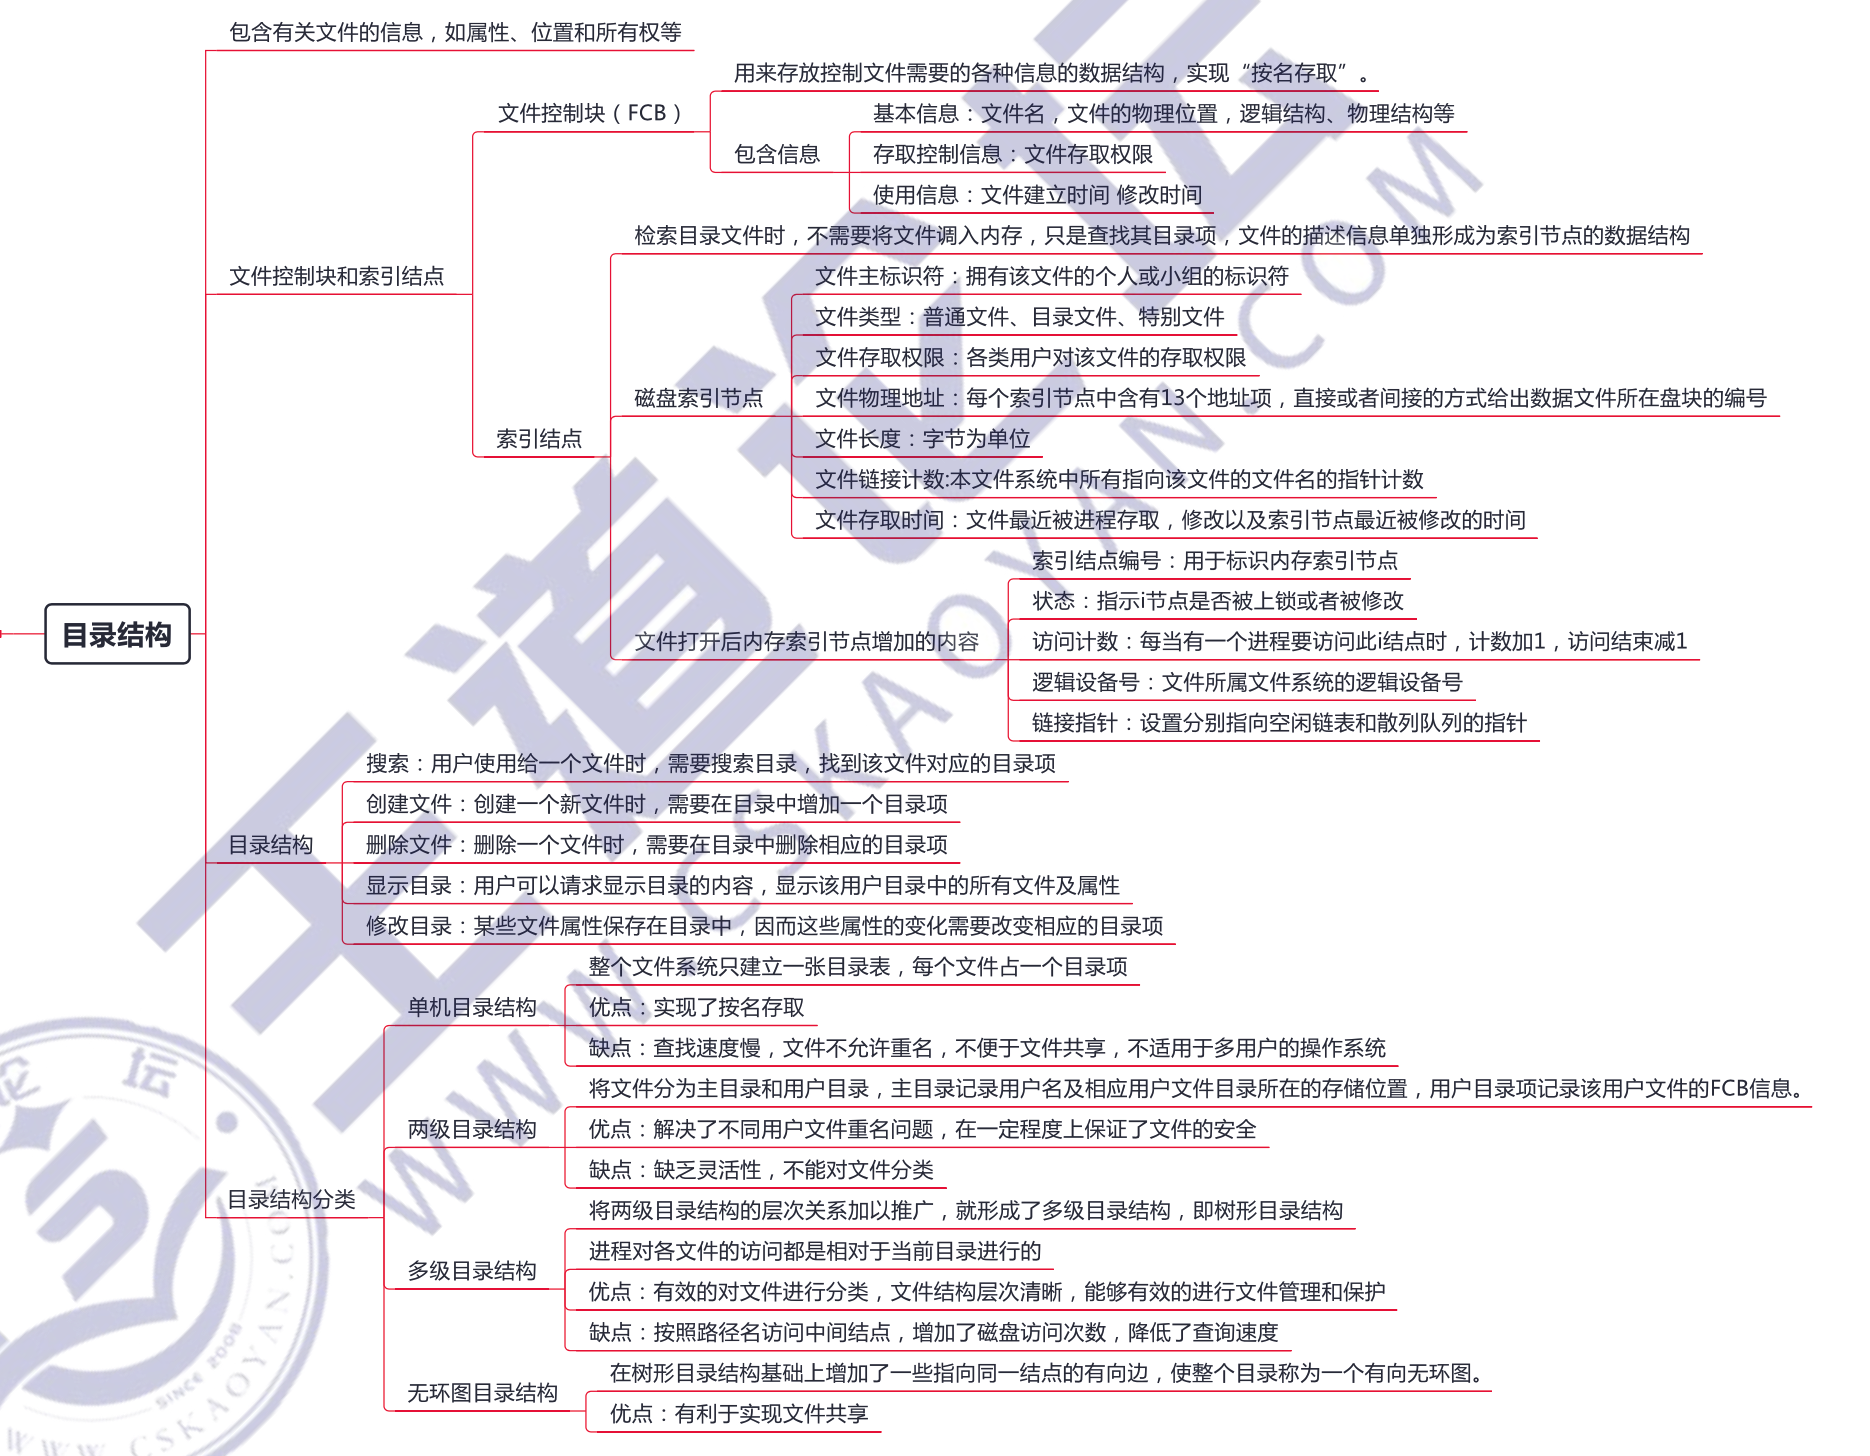 包含有关文件的信息，如属性、位置和所有权等
用来存放控制文件需要的各种信息的数据结构，实现“按名存取”。
文件控制块（FCB）
基本信息：文件名，文件的物理位置，逻辑结构、物理结构等
包含信息
存取控制信息：文件存取权限
使用信息：文件建立时间 修改时间
检索目录文件时，不需要将文件调入内存，只是查找其目录项，文件的描述信息单独形成为索引节点的数据结构
文件控制块和索引结点
文件主标识符：拥有该文件的个人或小组的标识符
文件类型：普通文件、目录文件、特别文件
文件存取权限：各类用户对该文件的存取权限
磁盘索引节点
文件物理地址：每个索引节点中含有13个地址项，直接或者间接的方式给出数据文件所在盘块的编号
索引结点
文件长度：字节为单位
文件链接计数:本文件系统中所有指向该文件的文件名的指针计数
文件存取时间：文件最近被进程存取，修改以及索引节点最近被修改的时间
索引结点编号：用于标识内存索引节点
状态：指示i节点是否被上锁或者被修改
目录结构
文件打开后内存索引节点增加的内容
访问计数：每当有一个进程要访问此i结点时，计数加1，访问结束减1
逻辑设备号：文件所属文件系统的逻辑设备号
链接指针：设置分别指向空闲链表和散列队列的指针
搜索：用户使用给一个文件时，需要搜索目录，找到该文件对应的目录项
创建文件：创建一个新文件时，需要在目录中增加一个目录项
目录结构
删除文件：删除一个文件时，需要在目录中删除相应的目录项
显示目录：用户可以请求显示目录的内容，显示该用户目录中的所有文件及属性
修改目录：某些文件属性保存在目录中，因而这些属性的变化需要改变相应的目录项
整个文件系统只建立一张目录表，每个文件占一个目录项
单机目录结构
优点：实现了按名存取
缺点：查找速度慢，文件不允许重名，不便于文件共享，不适用于多用户的操作系统
将文件分为主目录和用户目录，主目录记录用户名及相应用户文件目录所在的存储位置，用户目录项记录该用户文件的FCB信息。
两级目录结构
优点：解决了不同用户文件重名问题，在一定程度上保证了文件的安全
缺点：缺乏灵活性，不能对文件分类
目录结构分类
将两级目录结构的层次关系加以推广，就形成了多级目录结构，即树形目录结构
进程对各文件的访问都是相对于当前目录进行的
多级目录结构
优点：有效的对文件进行分类，文件结构层次清晰，能够有效的进行文件管理和保护
缺点：按照路径名访问中间结点，增加了磁盘访问次数，降低了查询速度
在树形目录结构基础上增加了一些指向同一结点的有向边，使整个目录称为一个有向无环图。
无环图目录结构
优点：有利于实现文件共享
王道论坛
WWW.CSKAOYAN.COM
论坛
SINCE 2008
WWW.CSKAOYAN.COM